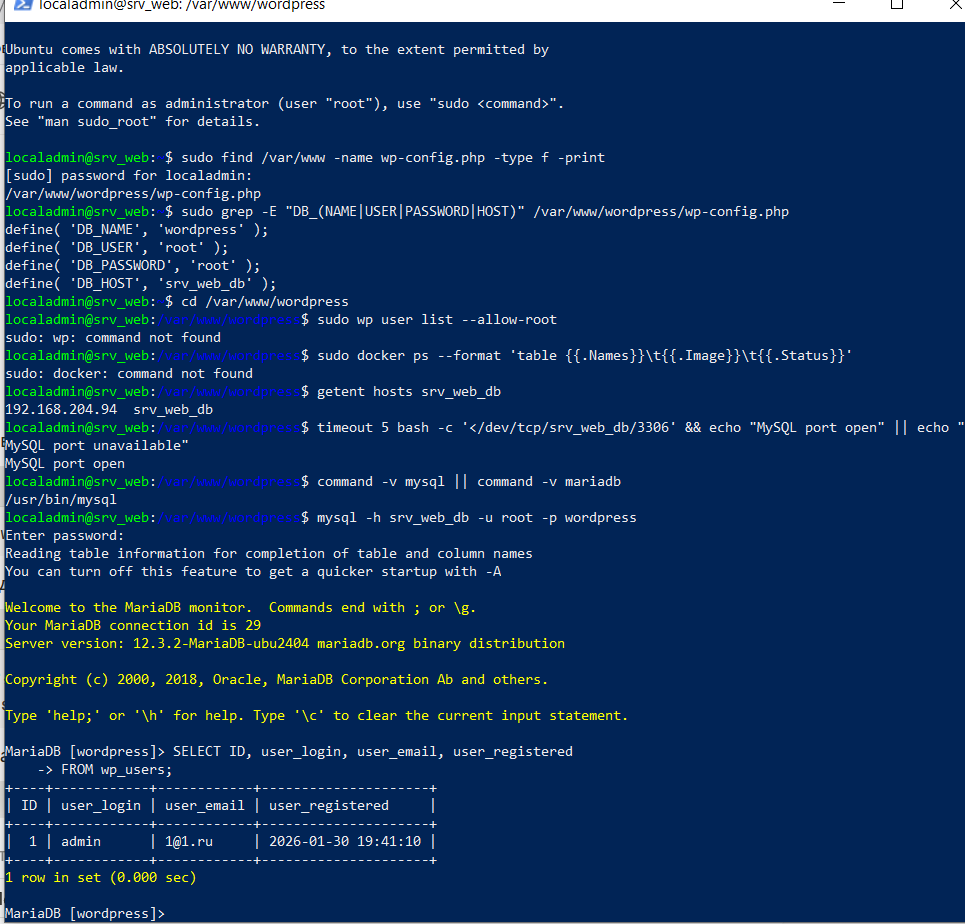 localadmin@srv_web: /var/www/wordpress
Ubuntu comes with ABSOLUTELY NO WARRANTY, to the extent permitted by
applicable law.
To run a command as administrator (user "root"), use "sudo <command>".
See "man sudo_root" for details.
localadmin@srv_web:~$ sudo find /var/www -name wp-config.php -type f -print
[sudo] password for localadmin:
/var/www/wordpress/wp-config.php
localadmin@srv_web:~$ sudo grep -E "DB_(NAME|USER|PASSWORD|HOST)" /var/www/wordpress/wp-config.php
define( 'DB_NAME', 'wordpress' );
define( 'DB_USER', 'root' );
define( 'DB_PASSWORD', 'root' );
define( 'DB_HOST', 'srv_web_db' );
localadmin@srv_web:~$ cd /var/www/wordpress
localadmin@srv_web:/var/www/wordpress$ sudo wp user list --allow-root
sudo: wp: command not found
localadmin@srv_web:/var/www/wordpress$ sudo docker ps --format 'table {{.Names}}\t{{.Image}}\t{{.Status}}'
sudo: docker: command not found
localadmin@srv_web:/var/www/wordpress$ getent hosts srv_web_db
192.168.204.94  srv_web_db
localadmin@srv_web:/var/www/wordpress$ timeout 5 bash -c '</dev/tcp/srv_web_db/3306' && echo "MySQL port open" || echo "
MySQL port unavailable"
MySQL port open
localadmin@srv_web:/var/www/wordpress$ command -v mysql || command -v mariadb
/usr/bin/mysql
localadmin@srv_web:/var/www/wordpress$ mysql -h srv_web_db -u root -p wordpress
Enter password:
Reading table information for completion of table and column names
You can turn off this feature to get a quicker startup with -A
Welcome to the MariaDB monitor.  Commands end with ; or \g.
Your MariaDB connection id is 29
Server version: 12.3.2-MariaDB-ubu2404 mariadb.org binary distribution
Copyright (c) 2000, 2018, Oracle, MariaDB Corporation Ab and others.
Type 'help;' or '\h' for help. Type '\c' to clear the current input statement.
MariaDB [wordpress]> SELECT ID, user_login, user_email, user_registered
    -> FROM wp_users;
+----+------------+------------+---------------------+
| ID | user_login | user_email | user_registered     |
+----+------------+------------+---------------------+
|  1 | admin      | 1@1.ru     | 2026-01-30 19:41:10 |
+----+------------+------------+---------------------+
1 row in set (0.000 sec)
MariaDB [wordpress]>